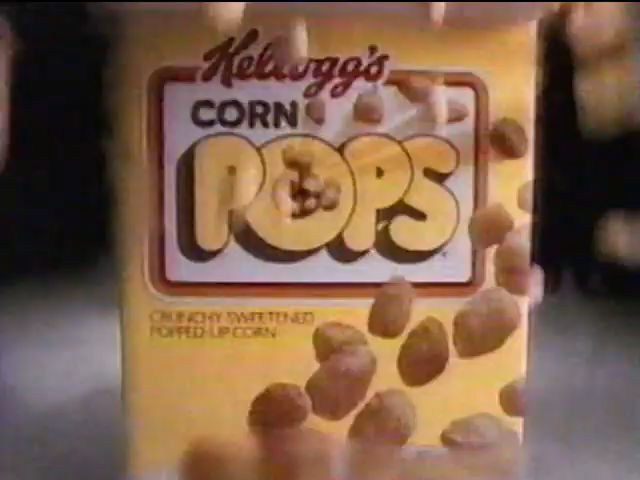 Kellogg's
CORN
POPS
CRUNCHY SWEETENED
POPPED-UP CORN